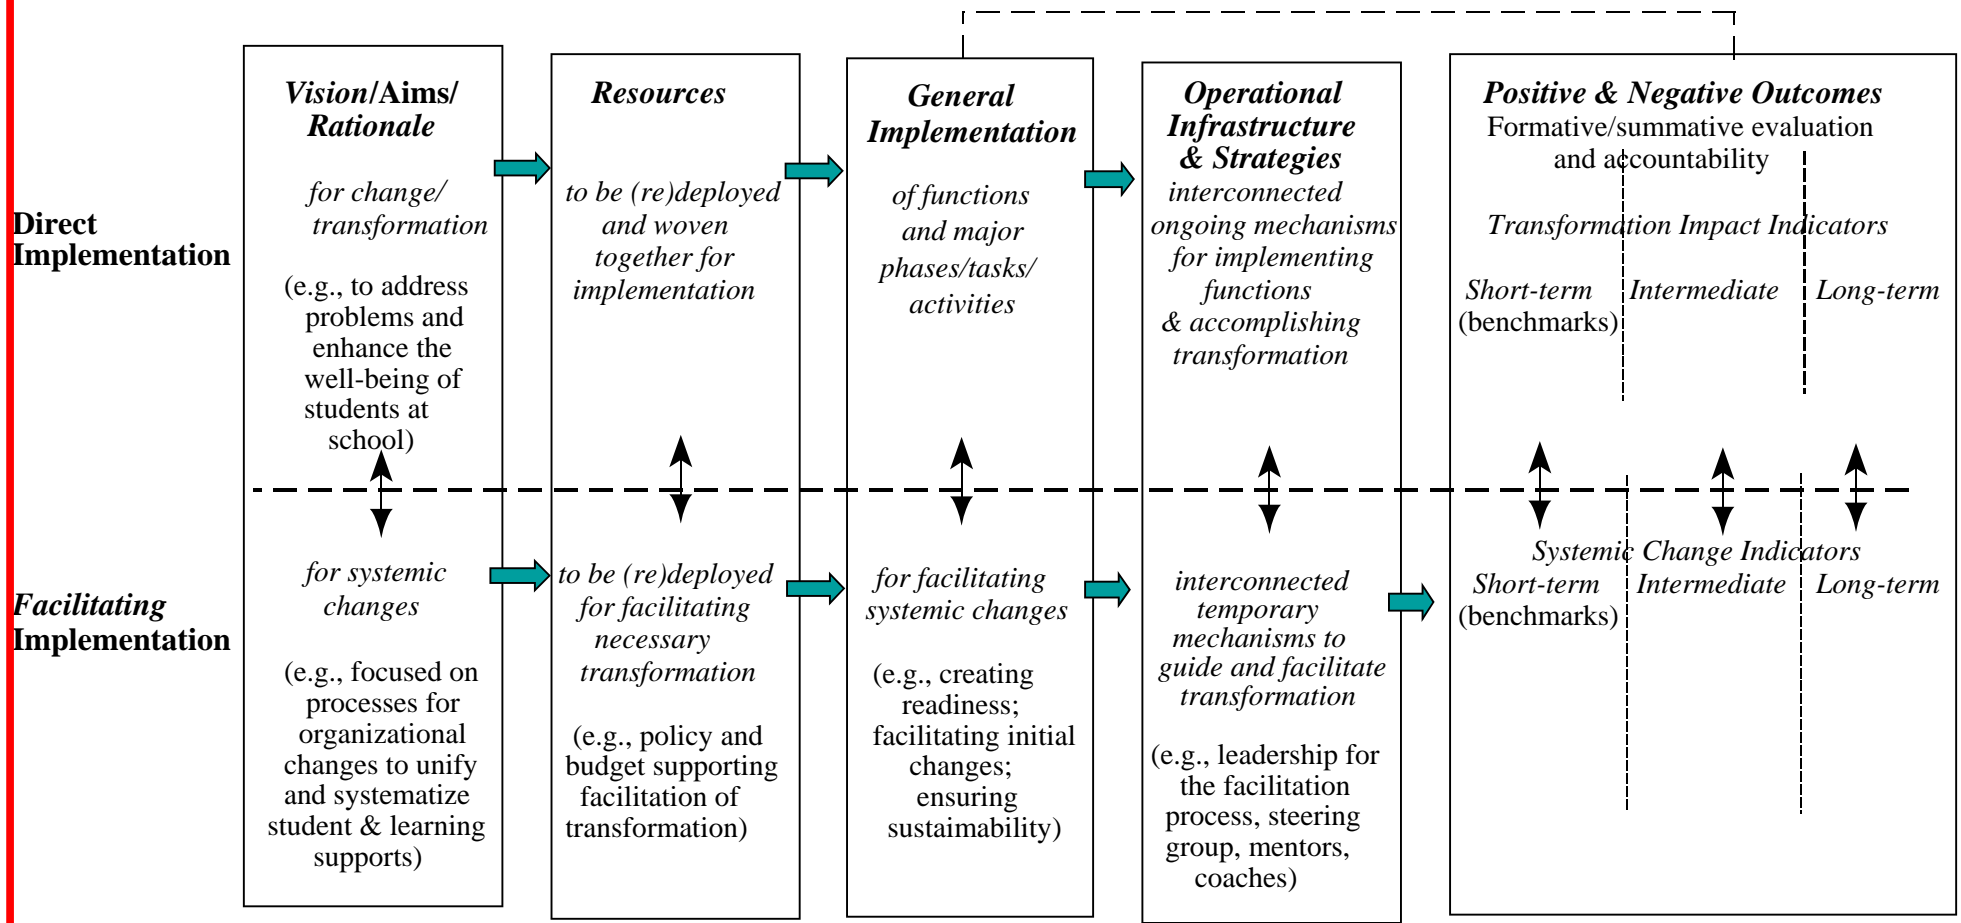 Direct
Implementation
Vision/Aims/
Rationale
for change/
transformation
(e.g., to address
problems and
enhance the
well-being of
students at
school)
Resources
to be (re)deployed
and woven
together for
implementation
General
Implementation
of functions
and major
phases/tasks/
activities
Operational
Infrastructure
& Strategies
interconnected
ongoing mechanisms
for implementing
functions
& accomplishing
transformation
Positive & Negative Outcomes
Formative/summative evaluation
and accountability
Transformation Impact Indicators
Short-term
(benchmarks)
Intermediate
Long-term
Facilitating
Implementation
for systemic
changes
(e.g., focused on
processes for
organizational
changes to unify
and systematize
student & learning
supports)
to be (re)deployed
for facilitating
necessary
transformation
(e.g., policy and
budget supporting
facilitation of
transformation)
for facilitating
systemic changes
(e.g., creating
readiness;
facilitating initial
changes;
ensuring
sustaimability)
interconnected
temporary
mechanisms to
guide and facilitate
transformation
(e.g., leadership for
the facilitation
process, steering
group, mentors,
coaches)
Systemic Change Indicators
Short-term
(benchmarks)
Intermediate
Long-term